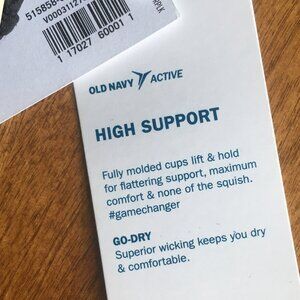 515858-
V00031127
1 17027 60001 1
OLD NAVY ACTIVE
HIGH SUPPORT
Fully molded cups lift & hold
for flattering support, maximum
comfort & none of the squish.
#gamechanger
GO-DRY
Superior wicking keeps you dry
& comfortable.